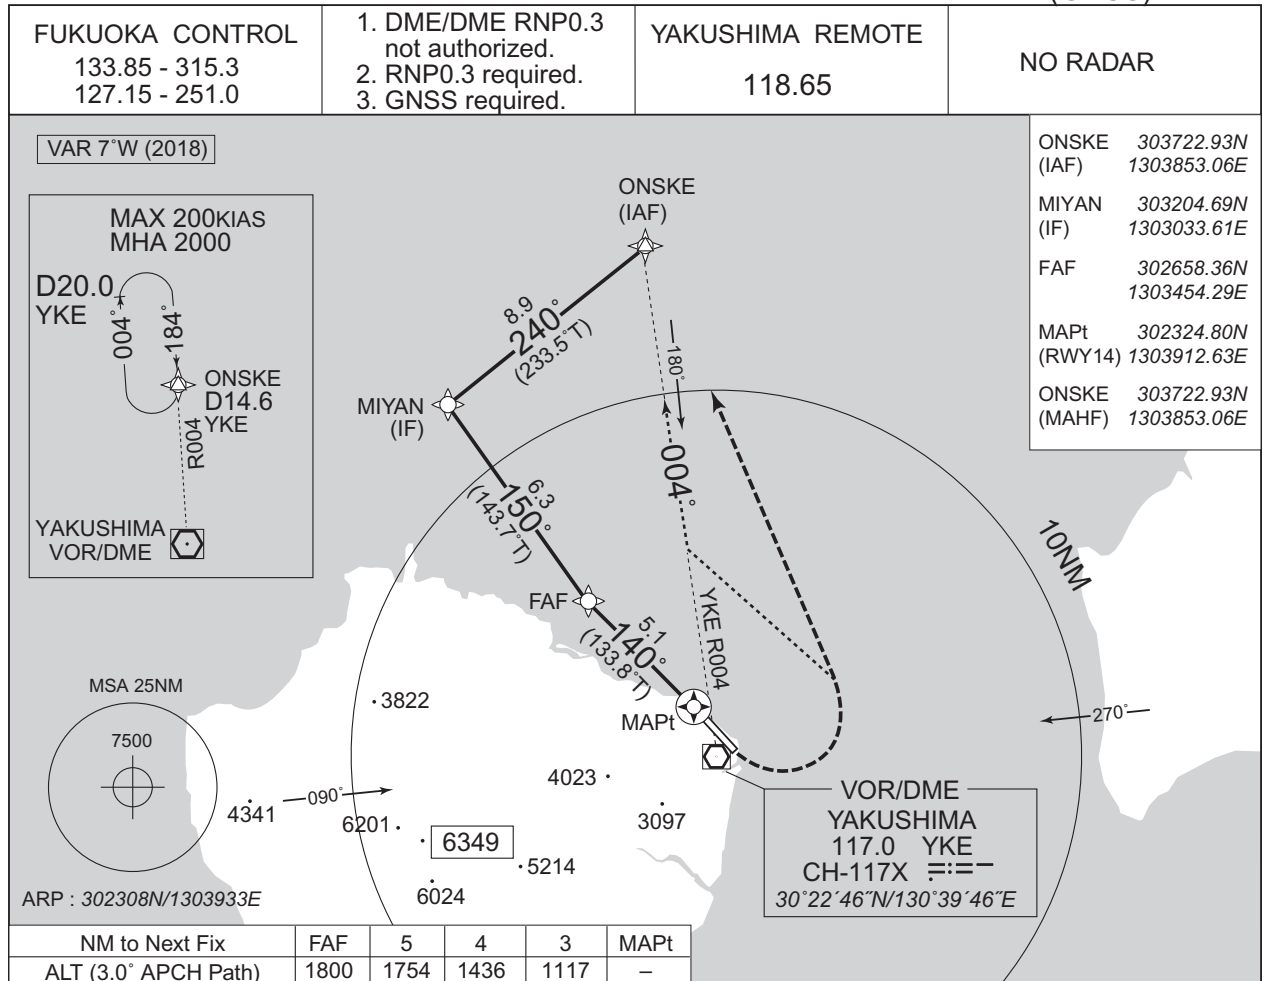 FUKUOKA CONTROL
133.85 - 315.3
127.15 - 251.0
1. DME/DME RNP0.3
not authorized.
2. RNP0.3 required.
3. GNSS required.
YAKUSHIMA REMOTE
118.65
NO RADAR
VAR 7˚W (2018)
MAX 200KIAS
MHA 2000
D20.0
YKE
004˚
184˚
ONSKE
D14.6
YKE
R004
YAKUSHIMA
VOR/DME
ONSKE
(IAF)
8.9
240˚
(233.5˚T)
MIYAN
(IF)
6.3
150˚
(143.7˚T)
FAF
5.1
140˚
(133.8˚T)
MAPt
180˚
004˚
YKE R004
10NM
270˚
090˚
ONSKE 303722.93N
(IAF) 1303853.06E
MIYAN 303204.69N
(IF) 1303033.61E
FAF 302658.36N
1303454.29E
MAPt 302324.80N
(RWY14) 1303912.63E
ONSKE 303722.93N
(MAHF) 1303853.06E
MSA 25NM
7500
3822
4341
6201
6349
6024
5214
4023
3097
VOR/DME
YAKUSHIMA
117.0 YKE
CH-117X
30˚22´46˝N/130˚39´46˝E
ARP : 302308N/1303933E
NM to Next Fix FAF 5 4 3 MAPt
ALT (3.0˚ APCH Path) 1800 1754 1436 1117 –